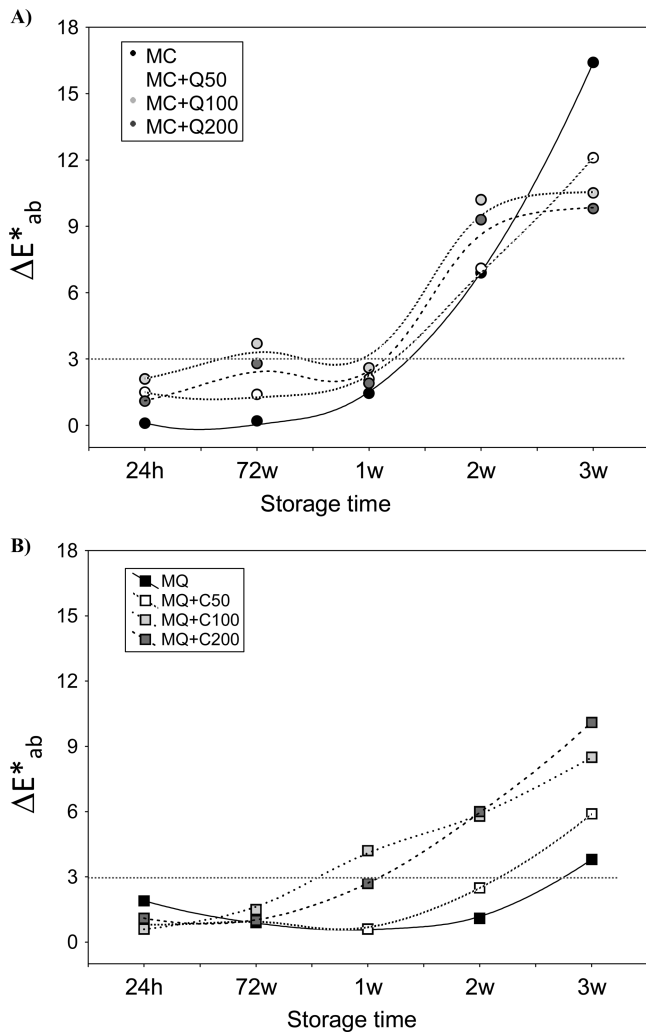 A)
18
15
12
9
6
3
0
ΔE*ab
MC
MC+Q50
MC+Q100
MC+Q200
24h 72w 1w 2w 3w
Storage time
B)
18
15
12
9
6
3
0
ΔE*ab
MQ
MQ+C50
MQ+C100
MQ+C200
24h 72w 1w 2w 3w
Storage time